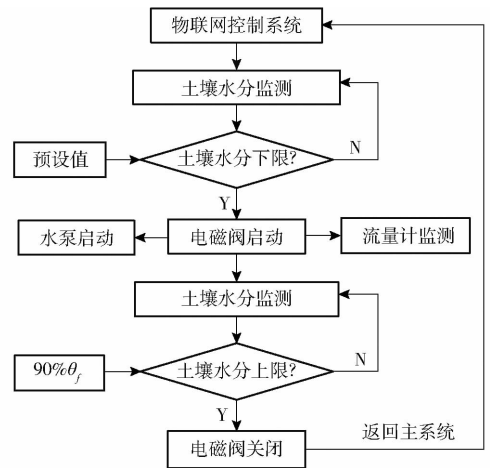 物联网控制系统
土壤水分监测
预设值
土壤水分下限?
N
Y
水泵启动
电磁阀启动
流量计监测
土壤水分监测
90%θf
土壤水分上限?
N
Y
电磁阀关闭
返回主系统